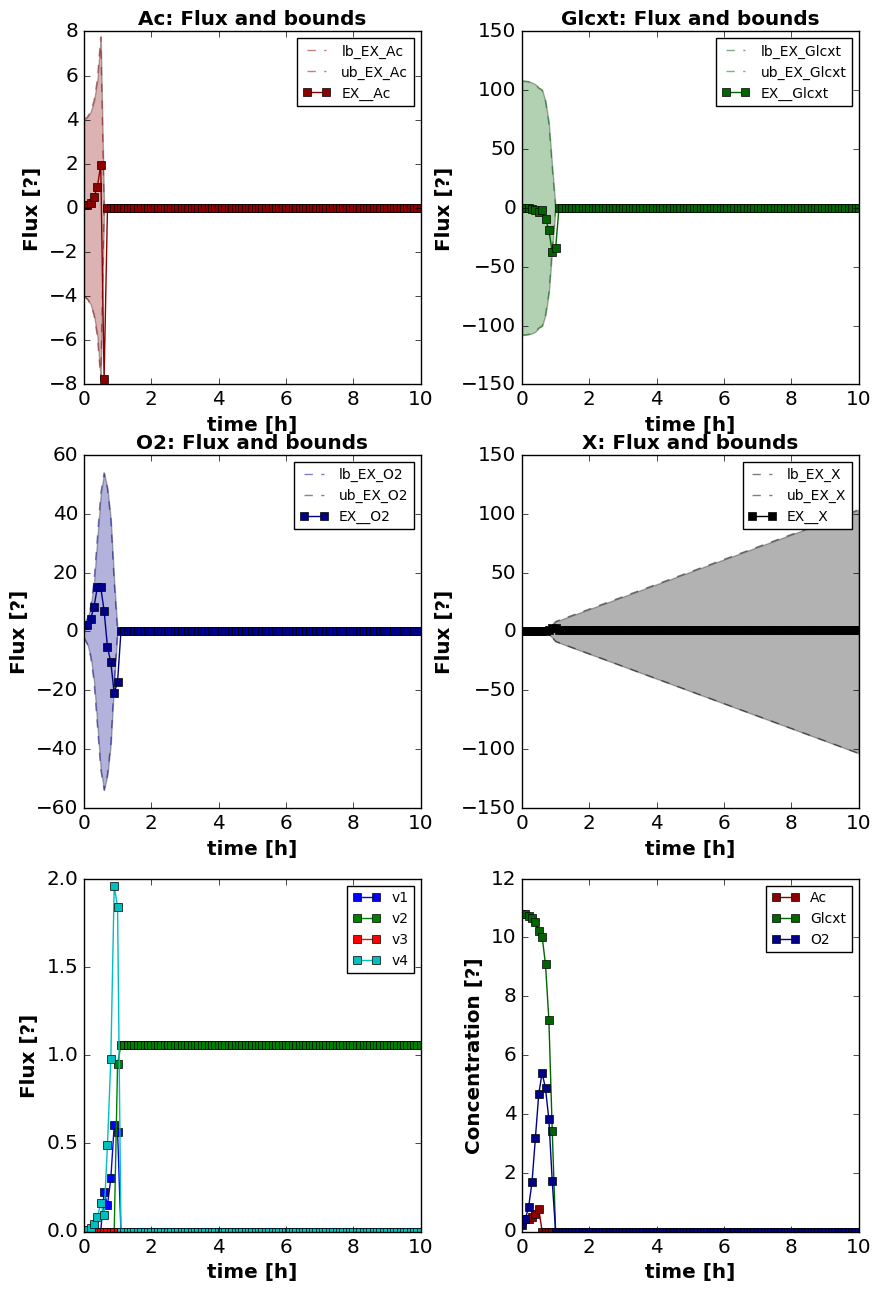 Ac: Flux and bounds
Flux [?]
8
6
4
2
0
−2
−4
−6
−8
lb_EX_Ac
ub_EX_Ac
EX__Ac
0 2 4 6 8 10
time [h]
Glcxt: Flux and bounds
Flux [?]
150
100
50
0
−50
−100
−150
lb_EX_Glcxt
ub_EX_Glcxt
EX__Glcxt
0 2 4 6 8 10
time [h]
O2: Flux and bounds
Flux [?]
60
40
20
0
−20
−40
−60
lb_EX_O2
ub_EX_O2
EX__O2
0 2 4 6 8 10
time [h]
X: Flux and bounds
Flux [?]
150
100
50
0
−50
−100
−150
lb_EX_X
ub_EX_X
EX__X
0 2 4 6 8 10
time [h]
Flux [?]
2.0
1.5
1.0
0.5
0.0
v1
v2
v3
v4
0 2 4 6 8 10
time [h]
Concentration [?]
12
10
8
6
4
2
0
Ac
Glcxt
O2
0 2 4 6 8 10
time [h]